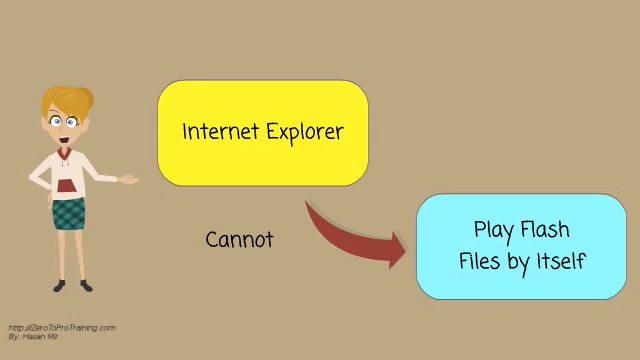 Internet Explorer
Cannot
Play Flash
Files by Itself
http://ZeroToProTraining.com
By: Hasan Mir